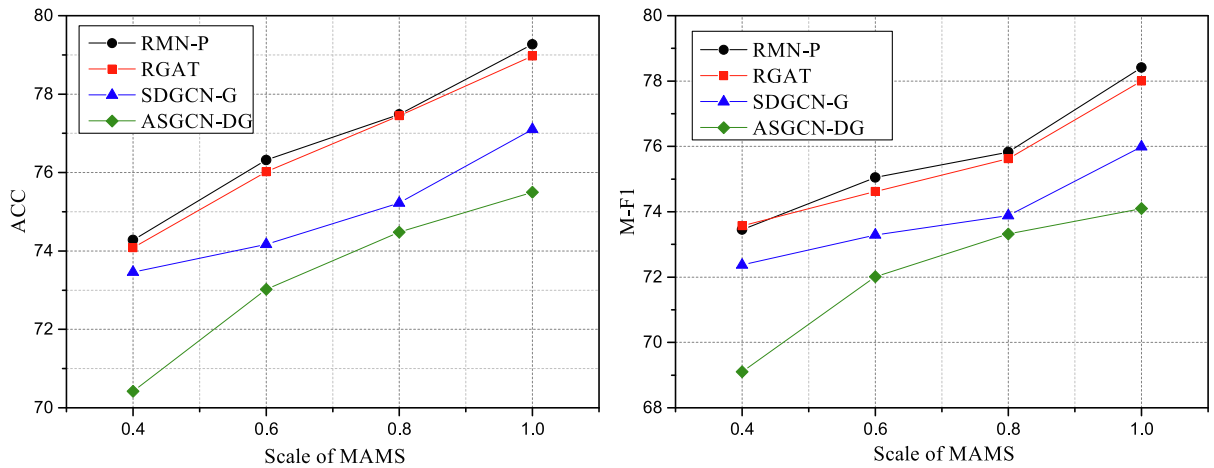 80
78
76
74
72
70
ACC
RMN-P
RGAT
SDGCN-G
ASGCN-DG
0.4 0.6 0.8 1.0
Scale of MAMS
80
78
76
74
72
70
68
M-F1
RMN-P
RGAT
SDGCN-G
ASGCN-DG
0.4 0.6 0.8 1.0
Scale of MAMS